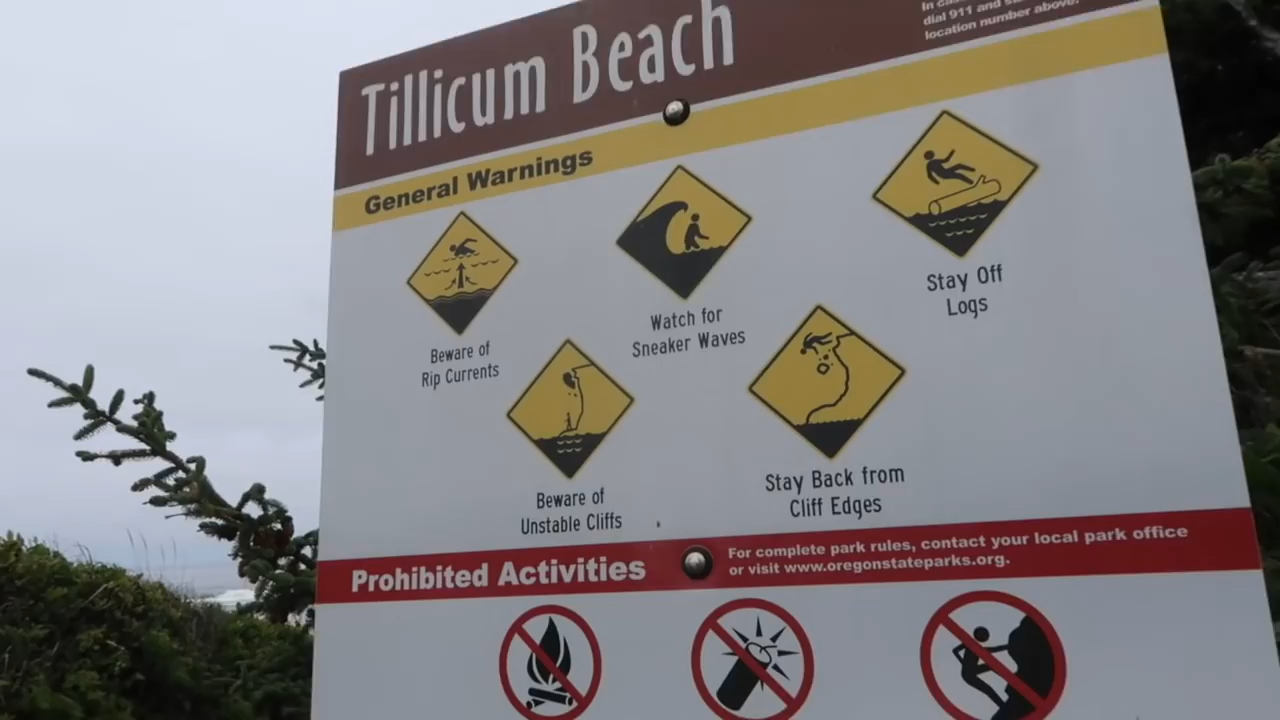 Tillicum Beach
dial 911 and
location number above.
General Warnings
Beware of
Rip Currents
Watch for
Sneaker Waves
Stay Off
Logs
Beware of
Unstable Cliffs
Stay Back from
Cliff Edges
Prohibited Activities
For complete park rules, contact your local park office
or visit www.oregonstateparks.org.